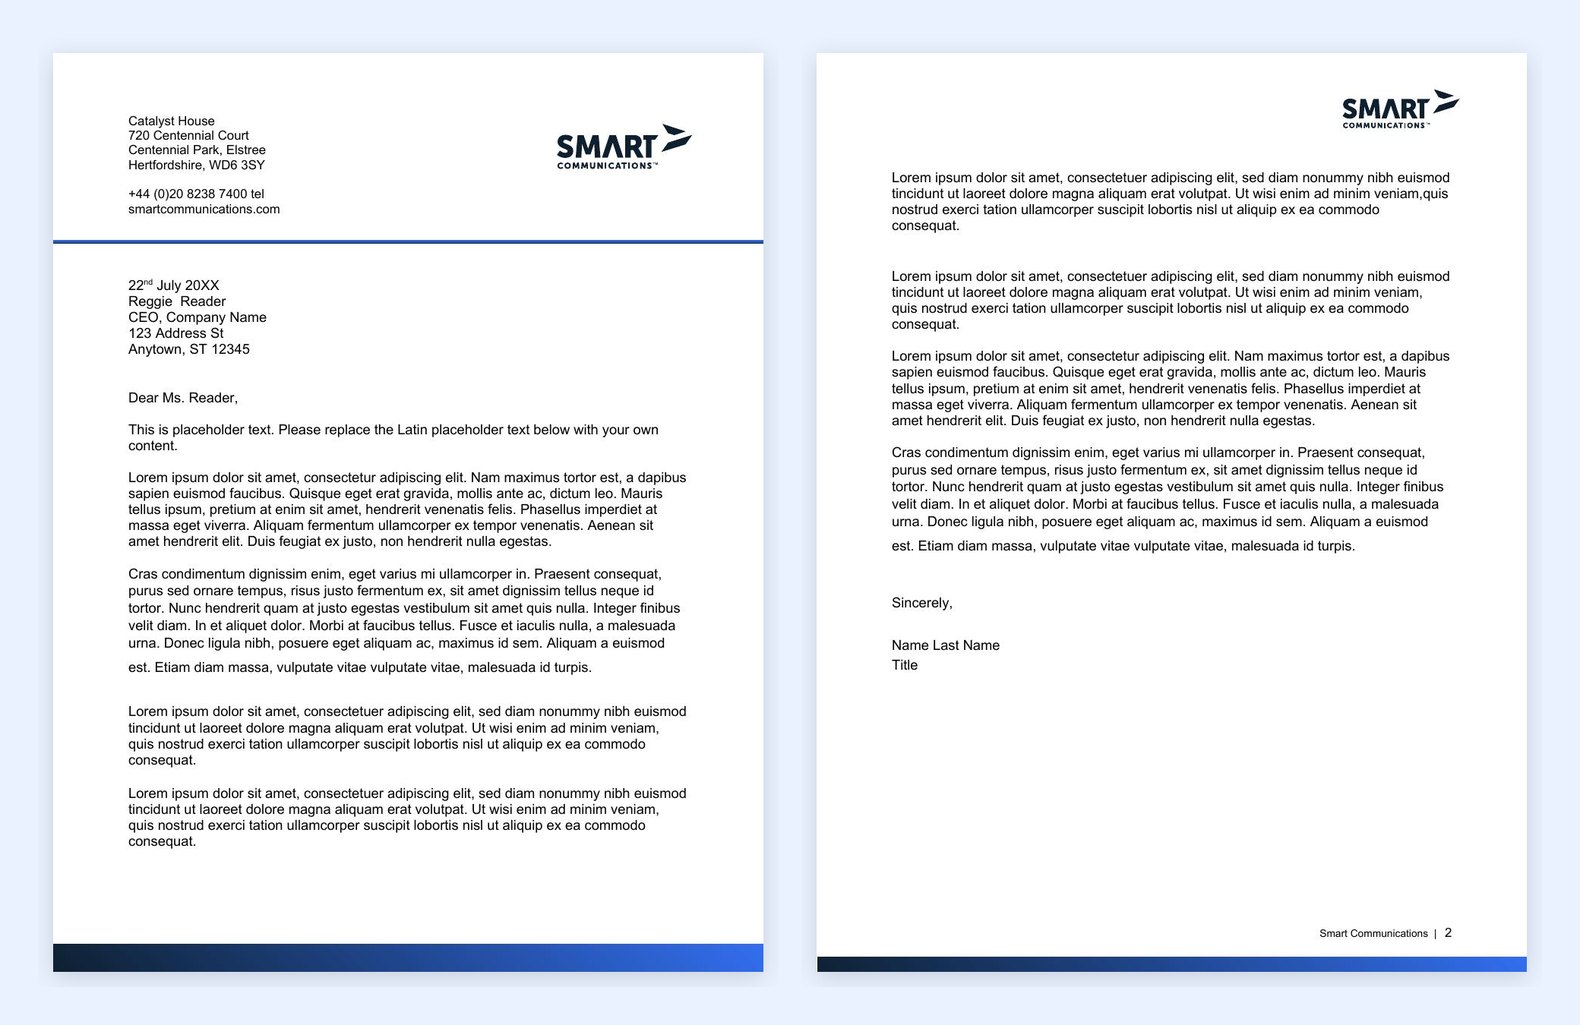 Catalyst House
720 Centennial Court
Centennial Park, Elstree
Hertfordshire, WD6 3SY
+44 (0)20 8238 7400 tel
smartcommunications.com
SMART
COMMUNICATIONS™
22nd July 20XX
Reggie  Reader
CEO, Company Name
123 Address St
Anytown, ST 12345
Dear Ms. Reader,
This is placeholder text. Please replace the Latin placeholder text below with your own
content.
Lorem ipsum dolor sit amet, consectetur adipiscing elit. Nam maximus tortor est, a dapibus
sapien euismod faucibus. Quisque eget erat gravida, mollis ante ac, dictum leo. Mauris
tellus ipsum, pretium at enim sit amet, hendrerit venenatis felis. Phasellus imperdiet at
massa eget viverra. Aliquam fermentum ullamcorper ex tempor venenatis. Aenean sit
amet hendrerit elit. Duis feugiat ex justo, non hendrerit nulla egestas.
Cras condimentum dignissim enim, eget varius mi ullamcorper in. Praesent consequat,
purus sed ornare tempus, risus justo fermentum ex, sit amet dignissim tellus neque id
tortor. Nunc hendrerit quam at justo egestas vestibulum sit amet quis nulla. Integer finibus
velit diam. In et aliquet dolor. Morbi at faucibus tellus. Fusce et iaculis nulla, a malesuada
urna. Donec ligula nibh, posuere eget aliquam ac, maximus id sem. Aliquam a euismod
est. Etiam diam massa, vulputate vitae vulputate vitae, malesuada id turpis.
Lorem ipsum dolor sit amet, consectetuer adipiscing elit, sed diam nonummy nibh euismod
tincidunt ut laoreet dolore magna aliquam erat volutpat. Ut wisi enim ad minim veniam,
quis nostrud exerci tation ullamcorper suscipit lobortis nisl ut aliquip ex ea commodo
consequat.
Lorem ipsum dolor sit amet, consectetuer adipiscing elit, sed diam nonummy nibh euismod
tincidunt ut laoreet dolore magna aliquam erat volutpat. Ut wisi enim ad minim veniam,
quis nostrud exerci tation ullamcorper suscipit lobortis nisl ut aliquip ex ea commodo
consequat.
SMART
COMMUNICATIONS™
Lorem ipsum dolor sit amet, consectetuer adipiscing elit, sed diam nonummy nibh euismod
tincidunt ut laoreet dolore magna aliquam erat volutpat. Ut wisi enim ad minim veniam,quis
nostrud exerci tation ullamcorper suscipit lobortis nisl ut aliquip ex ea commodo
consequat.
Lorem ipsum dolor sit amet, consectetuer adipiscing elit, sed diam nonummy nibh euismod
tincidunt ut laoreet dolore magna aliquam erat volutpat. Ut wisi enim ad minim veniam,
quis nostrud exerci tation ullamcorper suscipit lobortis nisl ut aliquip ex ea commodo
consequat.
Lorem ipsum dolor sit amet, consectetur adipiscing elit. Nam maximus tortor est, a dapibus
sapien euismod faucibus. Quisque eget erat gravida, mollis ante ac, dictum leo. Mauris
tellus ipsum, pretium at enim sit amet, hendrerit venenatis felis. Phasellus imperdiet at
massa eget viverra. Aliquam fermentum ullamcorper ex tempor venenatis. Aenean sit
amet hendrerit elit. Duis feugiat ex justo, non hendrerit nulla egestas.
Cras condimentum dignissim enim, eget varius mi ullamcorper in. Praesent consequat,
purus sed ornare tempus, risus justo fermentum ex, sit amet dignissim tellus neque id
tortor. Nunc hendrerit quam at justo egestas vestibulum sit amet quis nulla. Integer finibus
velit diam. In et aliquet dolor. Morbi at faucibus tellus. Fusce et iaculis nulla, a malesuada
urna. Donec ligula nibh, posuere eget aliquam ac, maximus id sem. Aliquam a euismod
est. Etiam diam massa, vulputate vitae vulputate vitae, malesuada id turpis.
Sincerely,
Name Last Name
Title
Smart Communications | 2